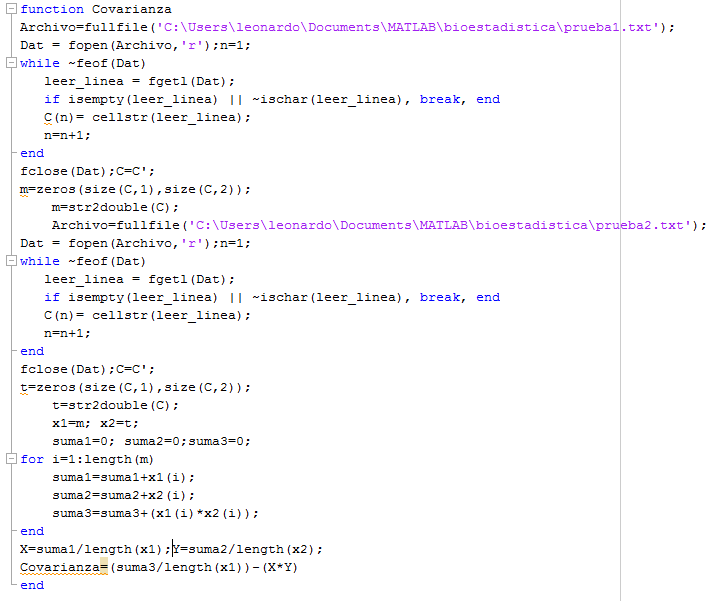 function Covarianza
Archivo=fullfile('C:\Users\leonardo\Documents\MATLAB\bioestadistica\prueba1.txt');
Dat = fopen(Archivo,'r');n=1;
while ~feof(Dat)
   leer_linea = fgetl(Dat);
   if isempty(leer_linea) || ~ischar(leer_linea), break, end
   C(n)= cellstr(leer_linea);
   n=n+1;
end
fclose(Dat);C=C';
m=zeros(size(C,1),size(C,2));
    m=str2double(C);
    Archivo=fullfile('C:\Users\leonardo\Documents\MATLAB\bioestadistica\prueba2.txt');
Dat = fopen(Archivo,'r');n=1;
while ~feof(Dat)
   leer_linea = fgetl(Dat);
   if isempty(leer_linea) || ~ischar(leer_linea), break, end
   C(n)= cellstr(leer_linea);
   n=n+1;
end
fclose(Dat);C=C';
t=zeros(size(C,1),size(C,2));
    t=str2double(C);
    x1=m; x2=t;
    suma1=0; suma2=0;suma3=0;
for i=1:length(m)
    suma1=suma1+x1(i);
    suma2=suma2+x2(i);
    suma3=suma3+(x1(i)*x2(i));
end
X=suma1/length(x1);Y=suma2/length(x2);
Covarianza=(suma3/length(x1))-(X*Y)
end